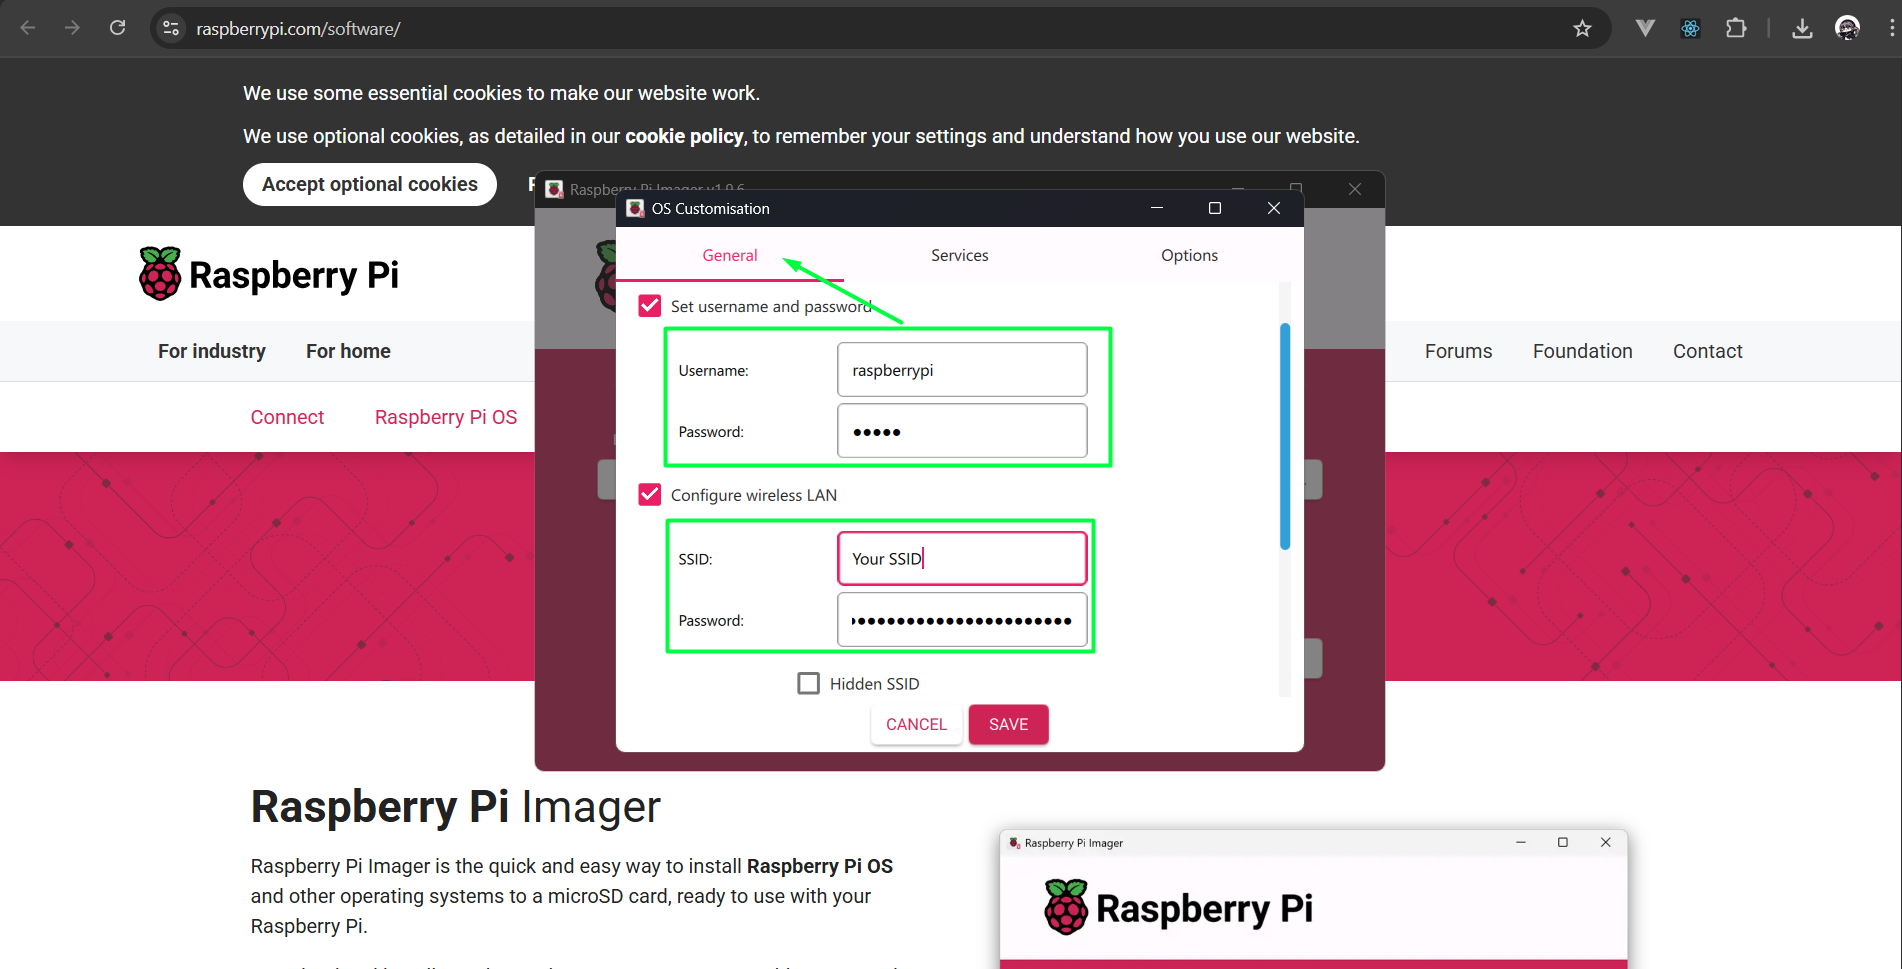 raspberrypi.com/software/
We use some essential cookies to make our website work.
We use optional cookies, as detailed in our cookie policy, to remember your settings and understand how you use our website.
Accept optional cookies
Raspberry Pi Imager v1.9.6
OS Customisation
General Services Options
Raspberry Pi
Set username and password
For industry For home
Forums Foundation Contact
Username: raspberrypi
Connect Raspberry Pi OS
Password: •••••
Configure wireless LAN
SSID: Your SSID
Password: •••••••••••••••••••••••
Hidden SSID
CANCEL SAVE
Raspberry Pi Imager
Raspberry Pi Imager is the quick and easy way to install Raspberry Pi OS
and other operating systems to a microSD card, ready to use with your
Raspberry Pi.
Raspberry Pi Imager
Raspberry Pi